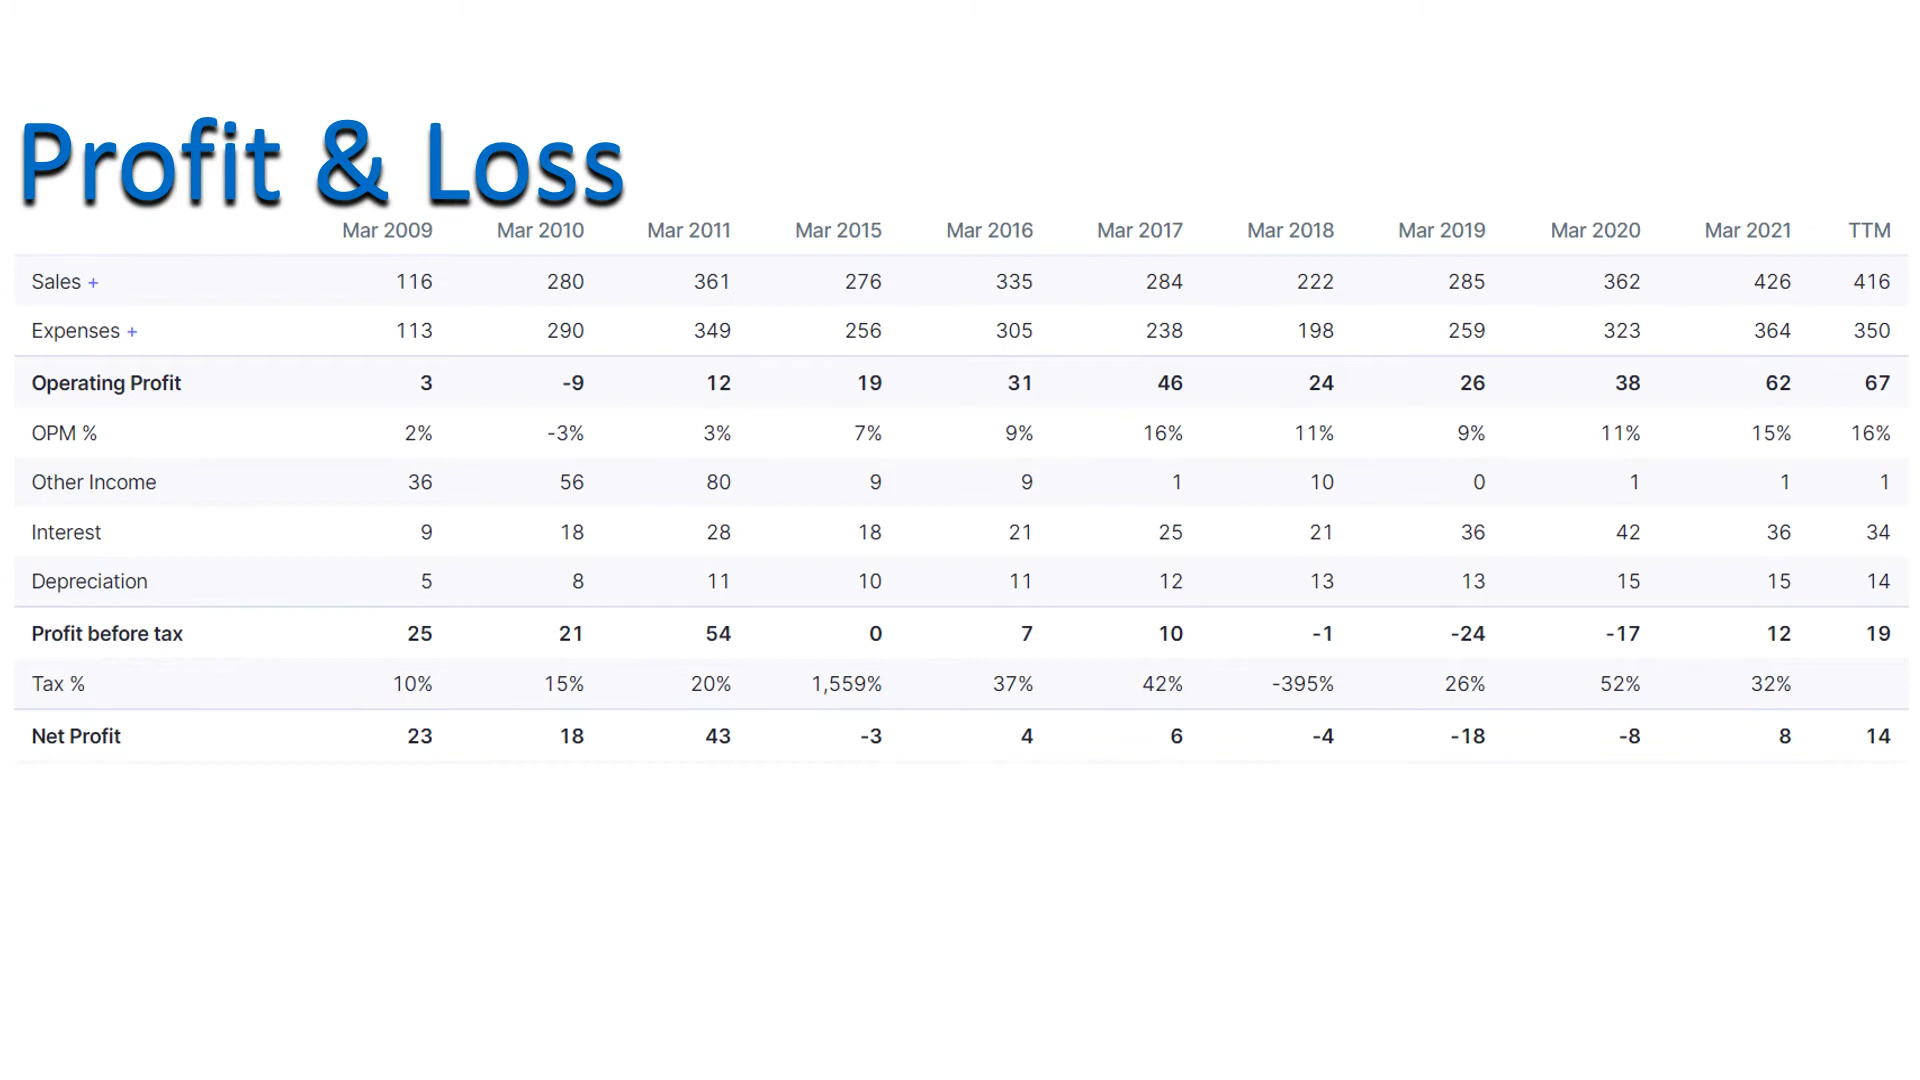 Profit & Loss
Mar 2009 Mar 2010 Mar 2011 Mar 2015 Mar 2016 Mar 2017 Mar 2018 Mar 2019 Mar 2020 Mar 2021 TTM
Sales + 116 280 361 276 335 284 222 285 362 426 416
Expenses + 113 290 349 256 305 238 198 259 323 364 350
Operating Profit 3 -9 12 19 31 46 24 26 38 62 67
OPM % 2% -3% 3% 7% 9% 16% 11% 9% 11% 15% 16%
Other Income 36 56 80 9 9 1 10 0 1 1 1
Interest 9 18 28 18 21 25 21 36 42 36 34
Depreciation 5 8 11 10 11 12 13 13 15 15 14
Profit before tax 25 21 54 0 7 10 -1 -24 -17 12 19
Tax % 10% 15% 20% 1,559% 37% 42% -395% 26% 52% 32%
Net Profit 23 18 43 -3 4 6 -4 -18 -8 8 14